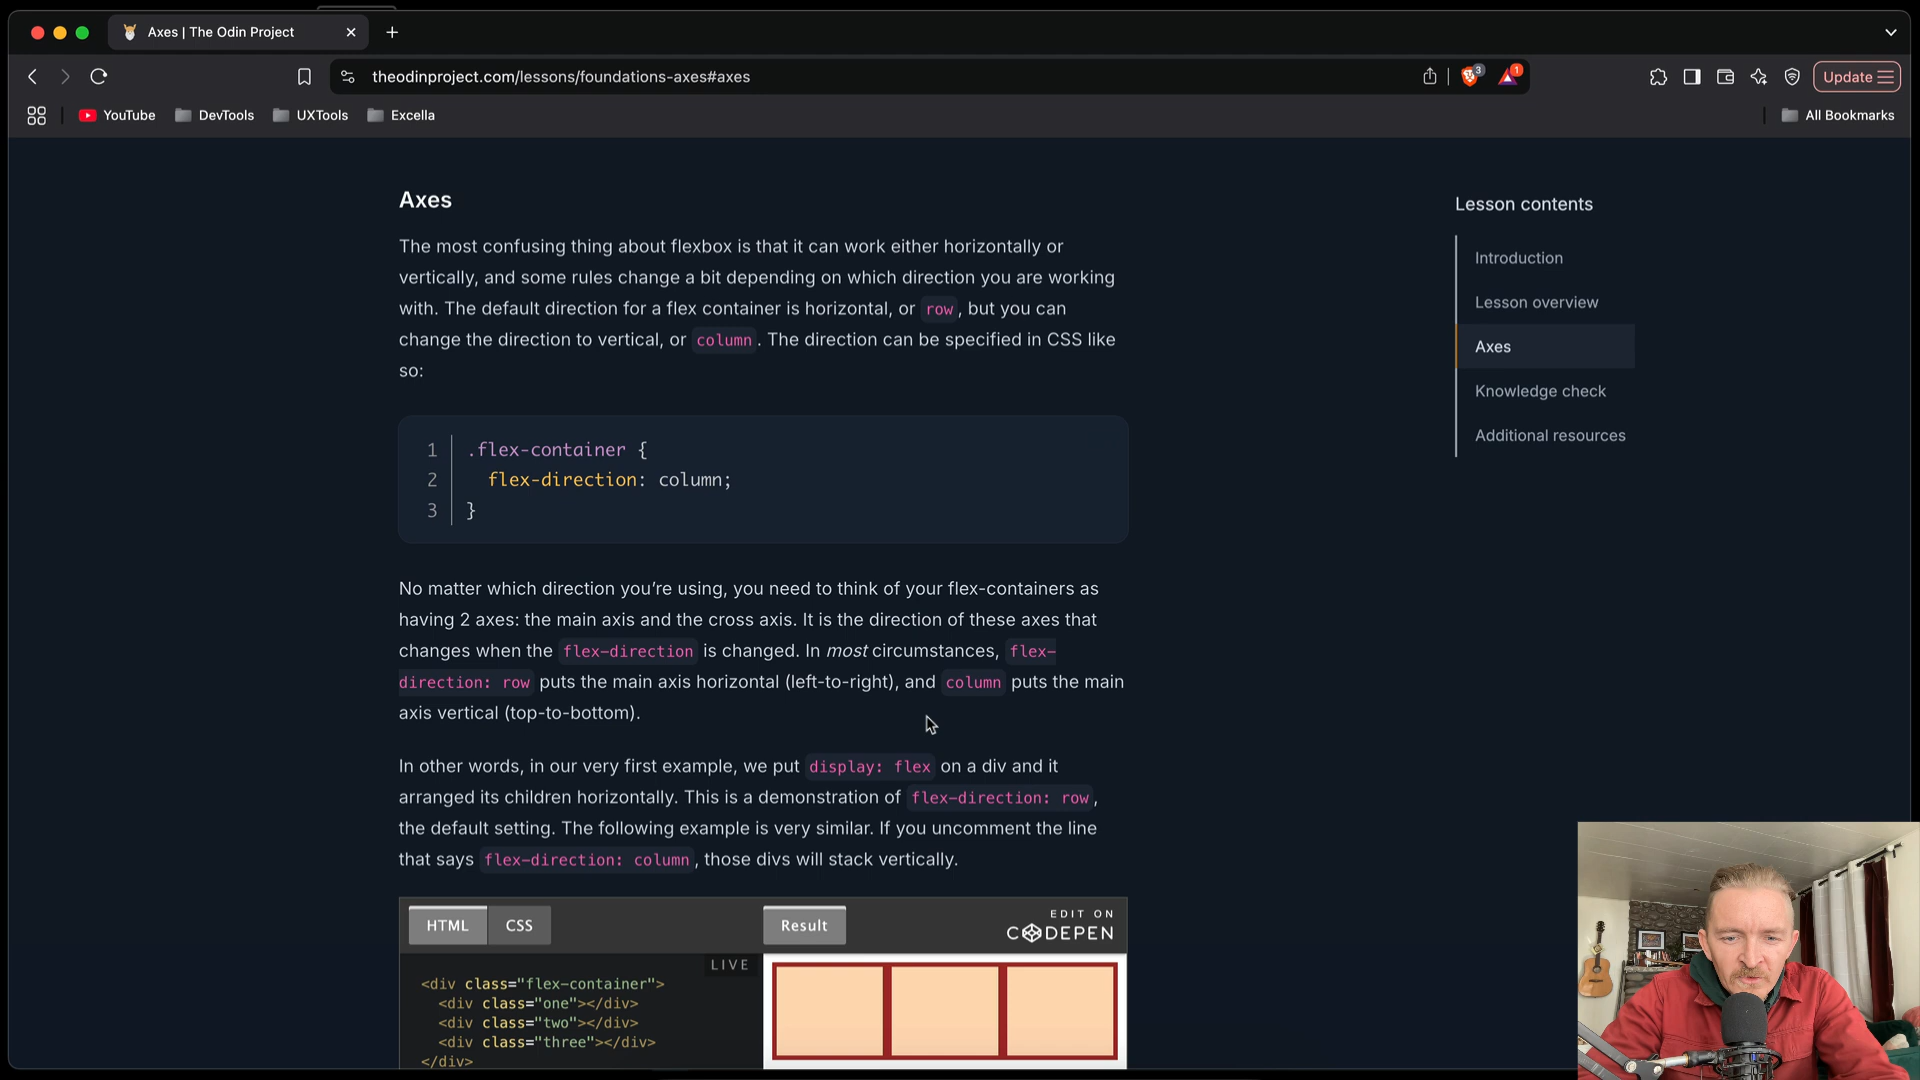 Axes | The Odin Project
theodinproject.com/lessons/foundations-axes#axes
3
1
Update
YouTube
DevTools
UXTools
Excella
All Bookmarks
Axes
The most confusing thing about flexbox is that it can work either horizontally or
vertically, and some rules change a bit depending on which direction you are working
with. The default direction for a flex container is horizontal, or row, but you can
change the direction to vertical, or column. The direction can be specified in CSS like
so:
1 .flex-container {
2 flex-direction: column;
3 }
No matter which direction you’re using, you need to think of your flex-containers as
having 2 axes: the main axis and the cross axis. It is the direction of these axes that
changes when the flex-direction is changed. In most circumstances, flex-
direction: row puts the main axis horizontal (left-to-right), and column puts the main
axis vertical (top-to-bottom).
In other words, in our very first example, we put display: flex on a div and it
arranged its children horizontally. This is a demonstration of flex-direction: row,
the default setting. The following example is very similar. If you uncomment the line
that says flex-direction: column, those divs will stack vertically.
HTML
CSS
Result
EDIT ON
CODEPEN
LIVE
<div class="flex-container">
<div class="one"></div>
<div class="two"></div>
<div class="three"></div>
</div>
Lesson contents
Introduction
Lesson overview
Axes
Knowledge check
Additional resources